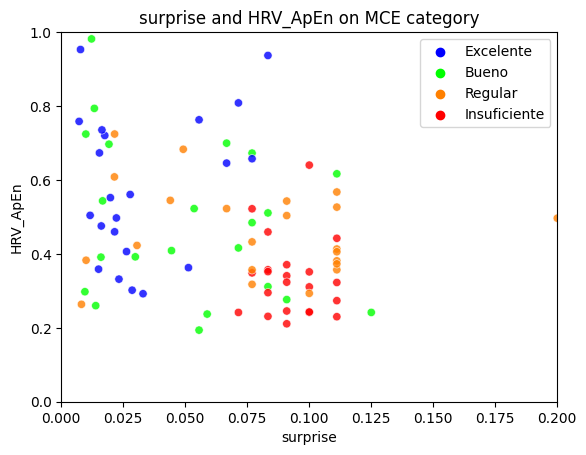 surprise and HRV_ApEn on MCE category
Excelente
Bueno
Regular
Insuficiente
1.0
0.8
0.6
0.4
0.2
0.0
HRV_ApEn
0.000 0.025 0.050 0.075 0.100 0.125 0.150 0.175 0.200
surprise